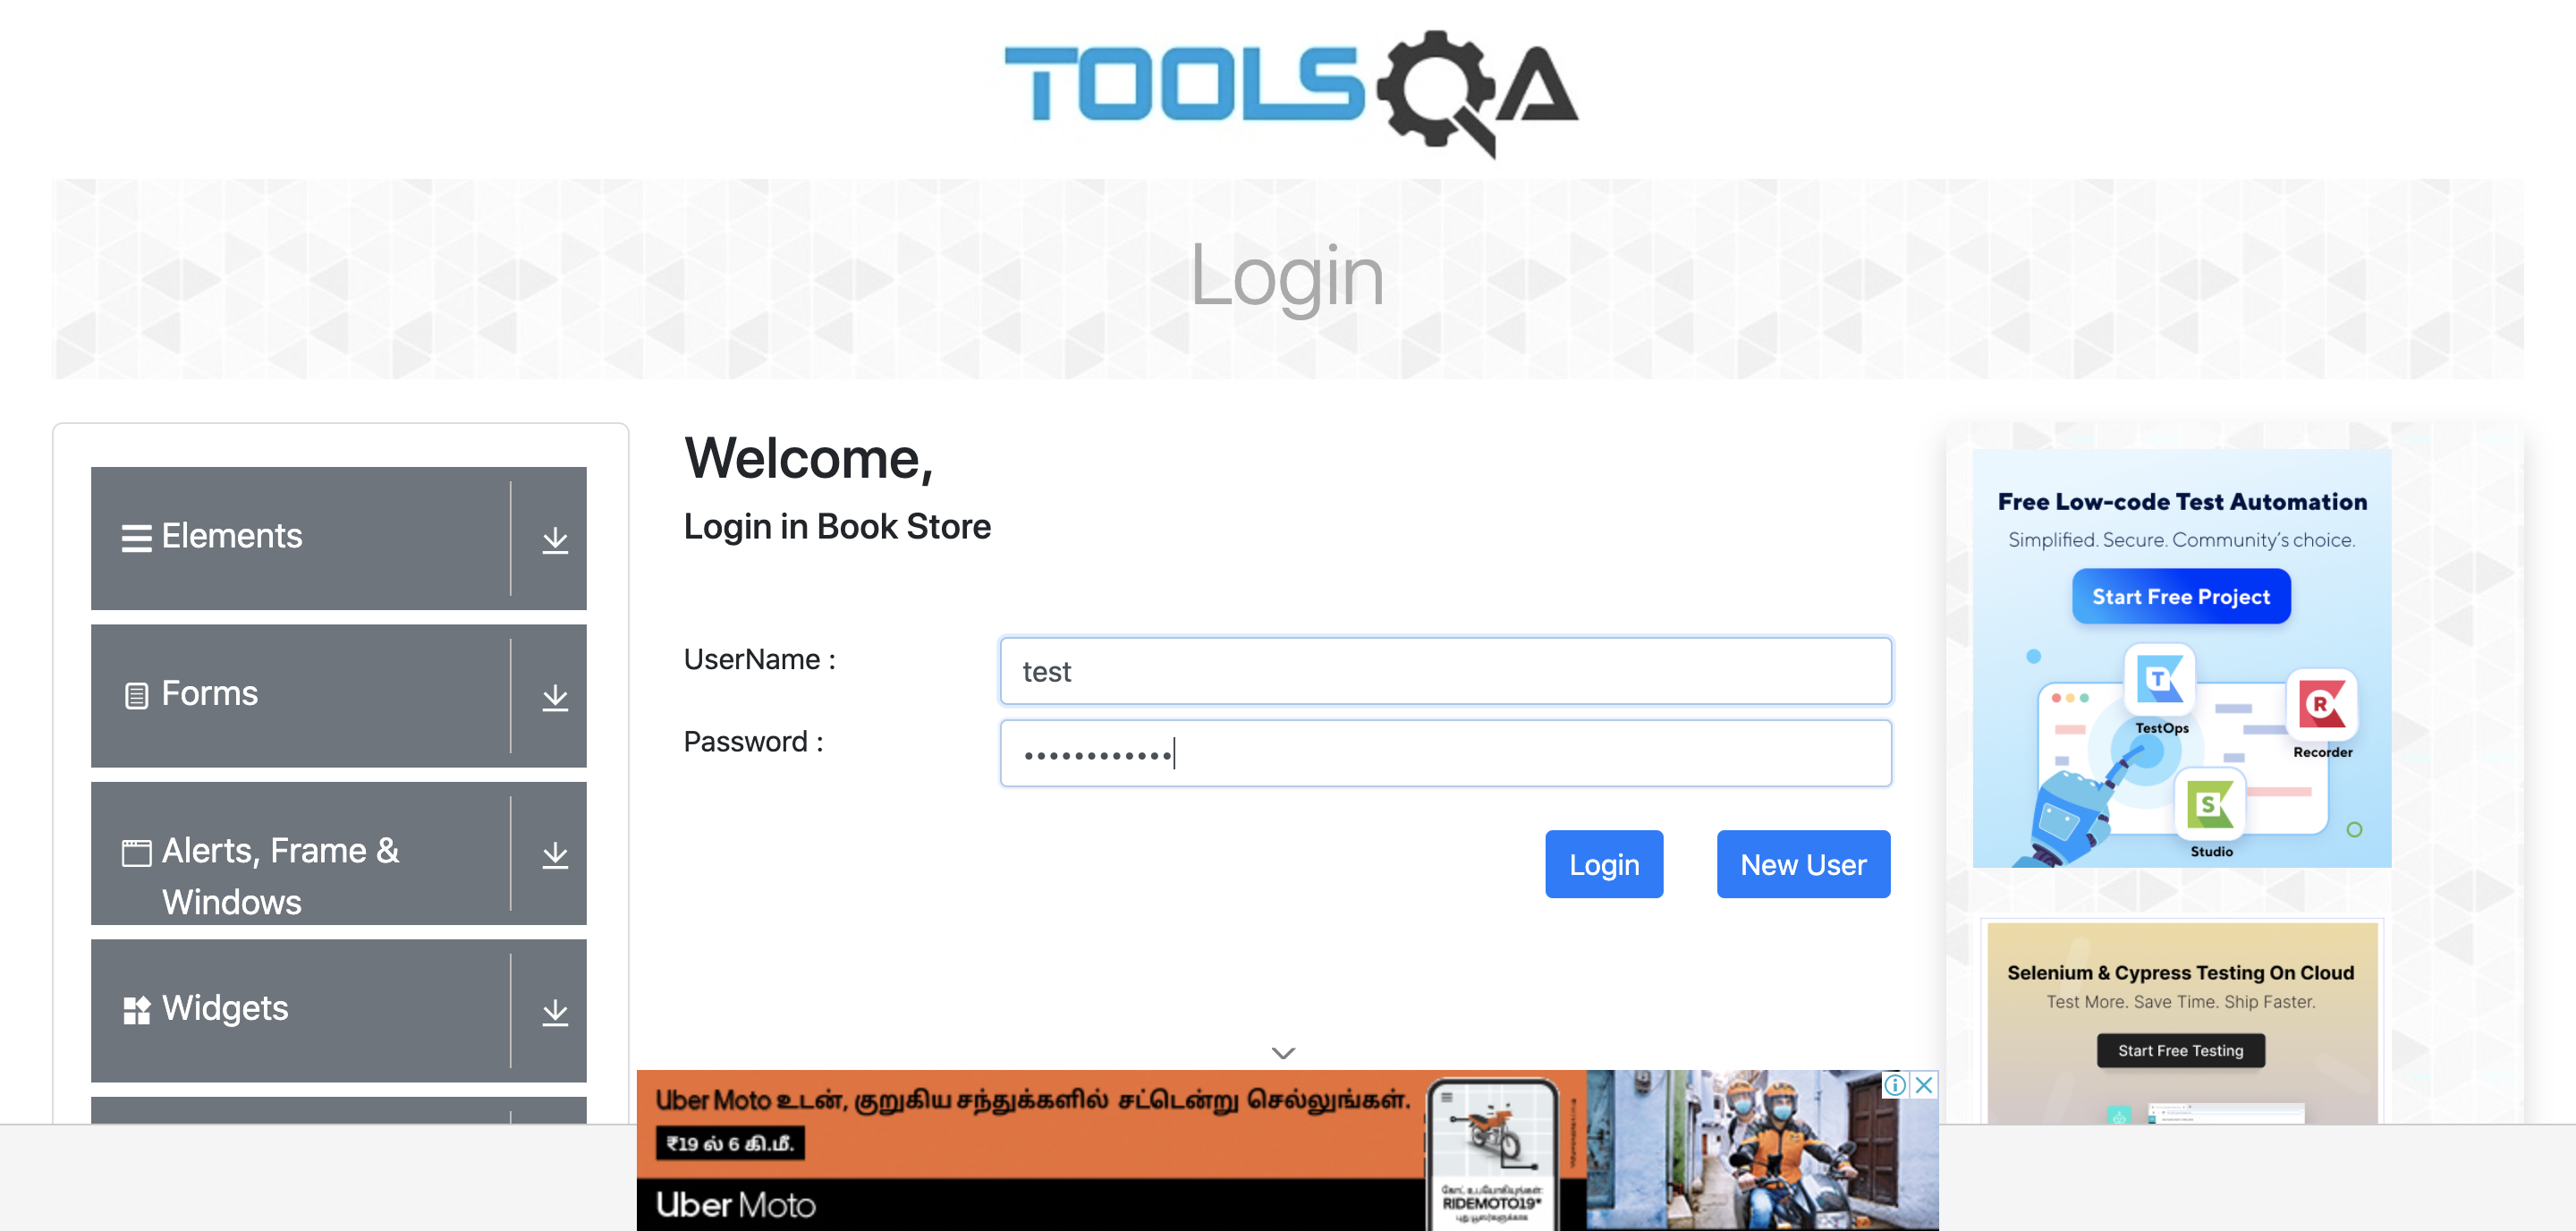 TOOLSQA
Login
Elements
Forms
Alerts, Frame &
Windows
Widgets
Welcome,
Login in Book Store
UserName :
test
Password :
Login
New User
Free Low-code Test Automation
Simplified. Secure. Community's choice.
Start Free Project
T
TestOps
R
Recorder
S
Studio
Selenium & Cypress Testing On Cloud
Test More. Save Time. Ship Faster.
Start Free Testing
Uber Moto உடன், குறுகிய சந்துக்களில் சட்டென்று செல்லுங்கள்.
₹19 ல் 6 கி.மீ.
Uber Moto
RIDEMOTO19*